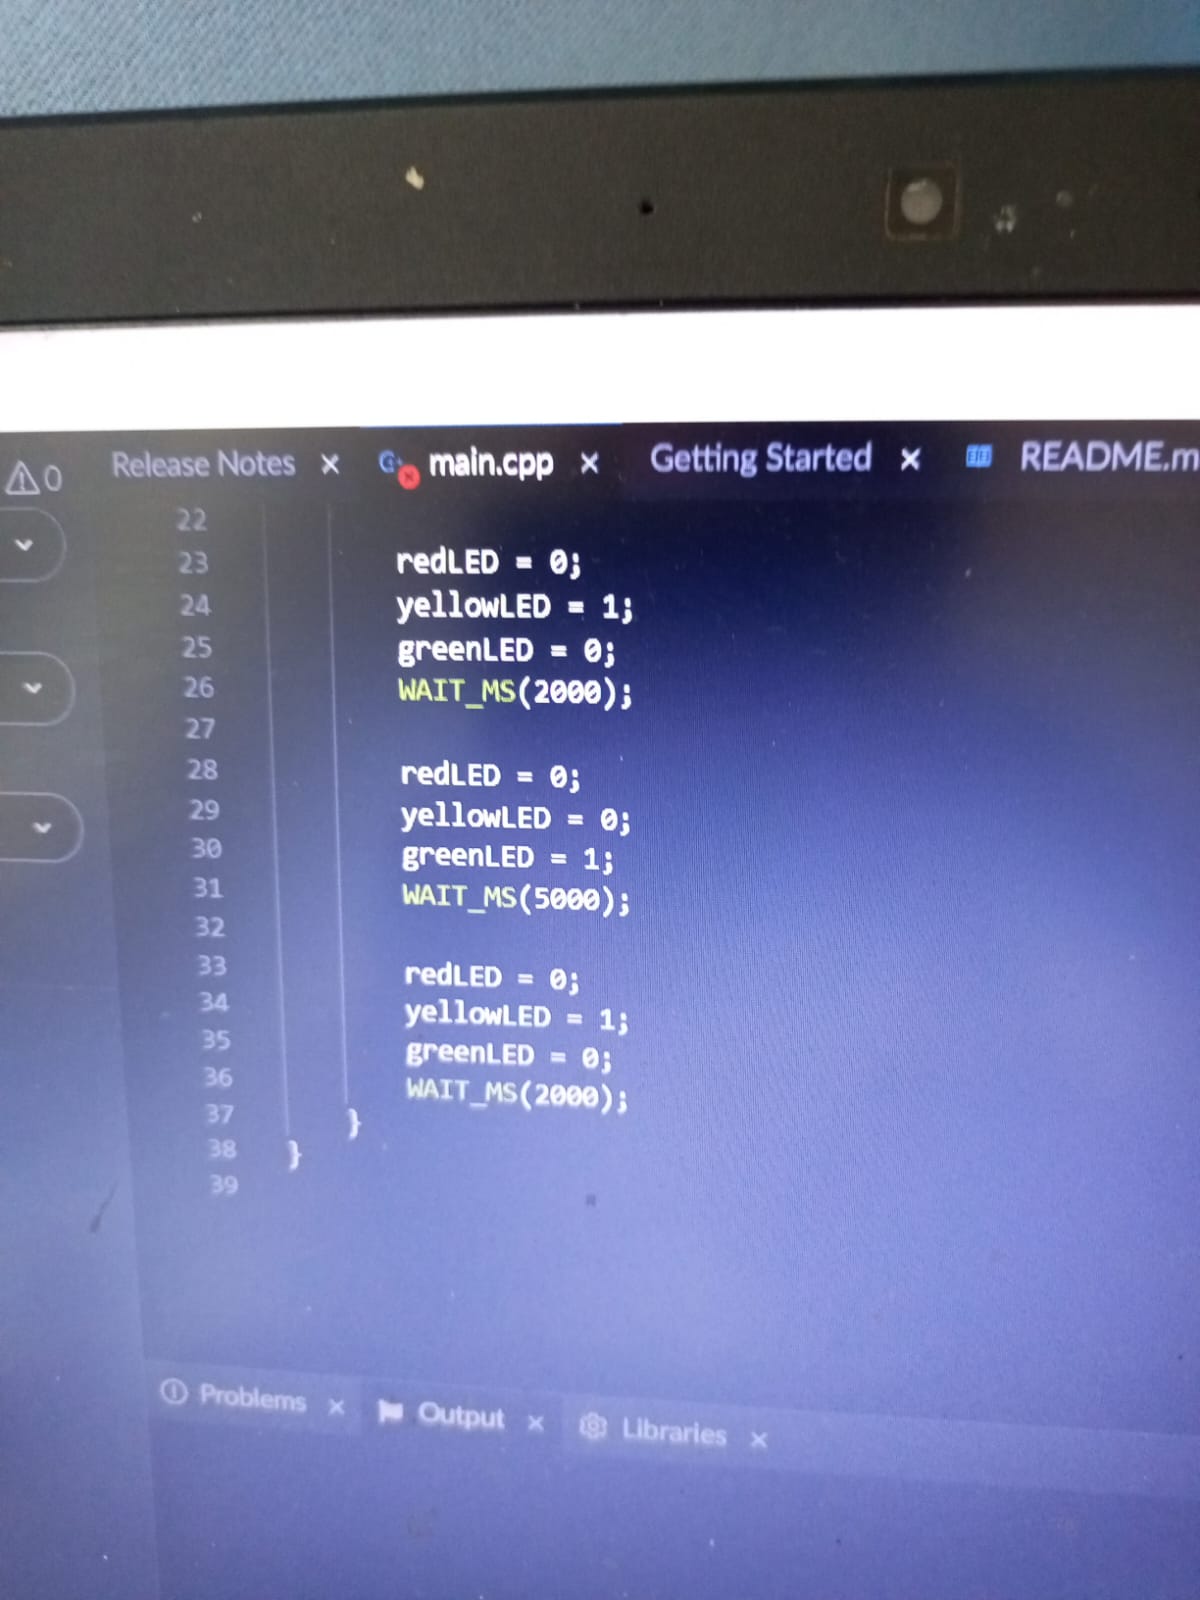 ⚠0 Release Notes × main.cpp × Getting Started × README.m
22
23 redLED = 0;
24 yellowLED = 1;
25 greenLED = 0;
26 WAIT_MS(2000);
27
28 redLED = 0;
29 yellowLED = 0;
30 greenLED = 1;
31 WAIT_MS(5000);
32
33 redLED = 0;
34 yellowLED = 1;
35 greenLED = 0;
36 WAIT_MS(2000);
37 }
38 }
39
Problems × Output × Libraries ×